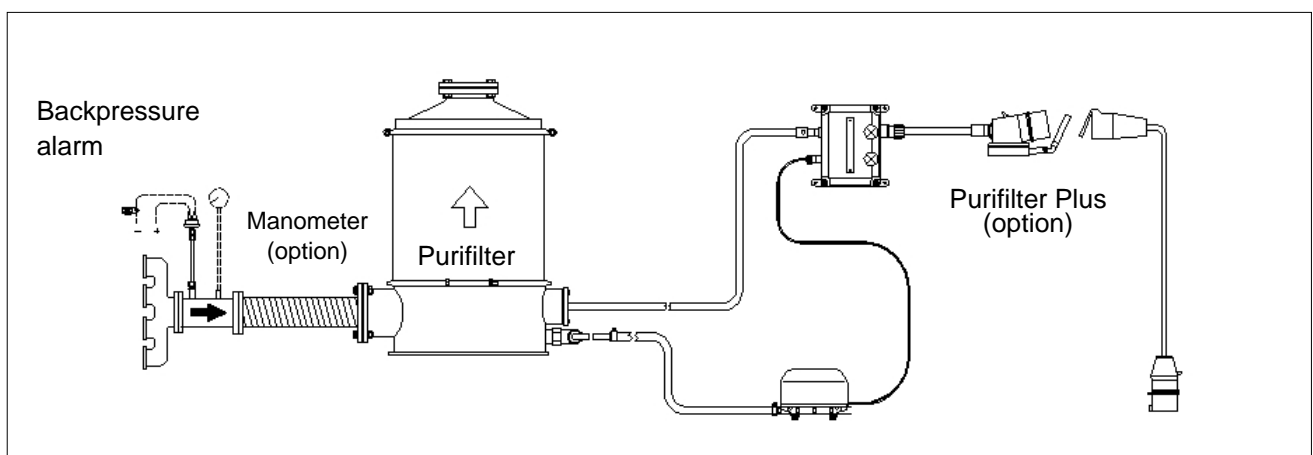 Backpressure
alarm
Manometer
(option)
Purifilter
Purifilter Plus
(option)